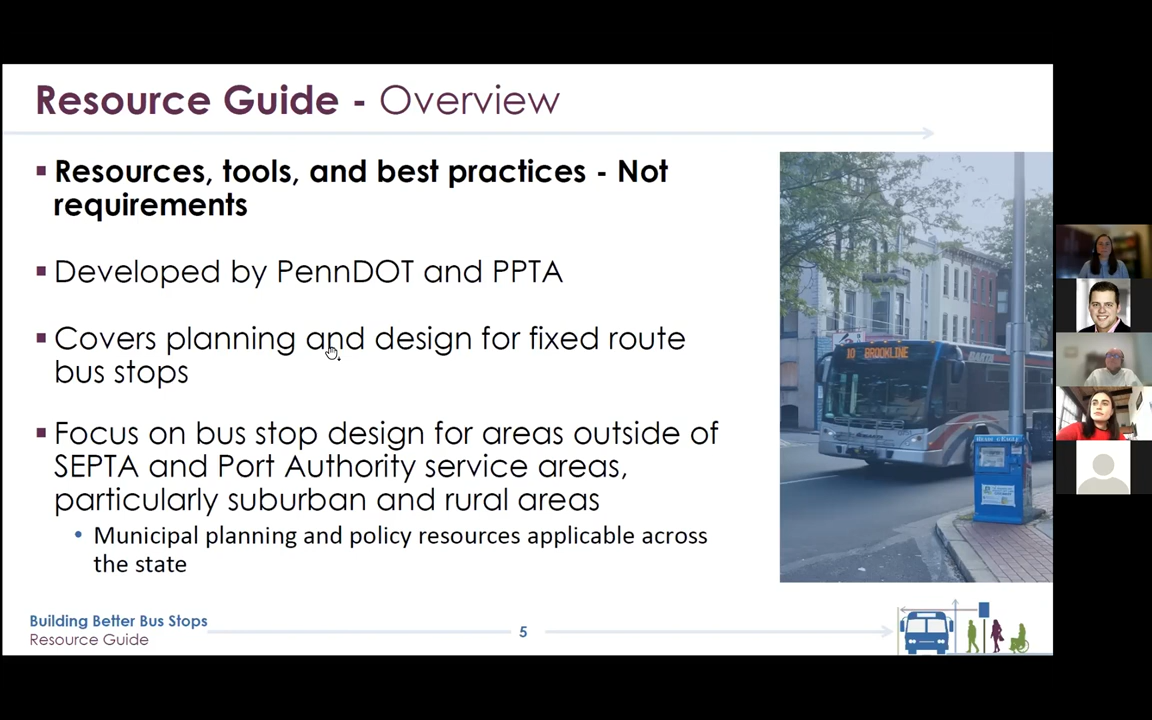 Resource Guide - Overview
▪ Resources, tools, and best practices - Not
requirements
▪ Developed by PennDOT and PPTA
▪ Covers planning and design for fixed route
bus stops
▪ Focus on bus stop design for areas outside of
SEPTA and Port Authority service areas,
particularly suburban and rural areas
• Municipal planning and policy resources applicable across
the state
10 BROOKLINE
Building Better Bus Stops
Resource Guide
5